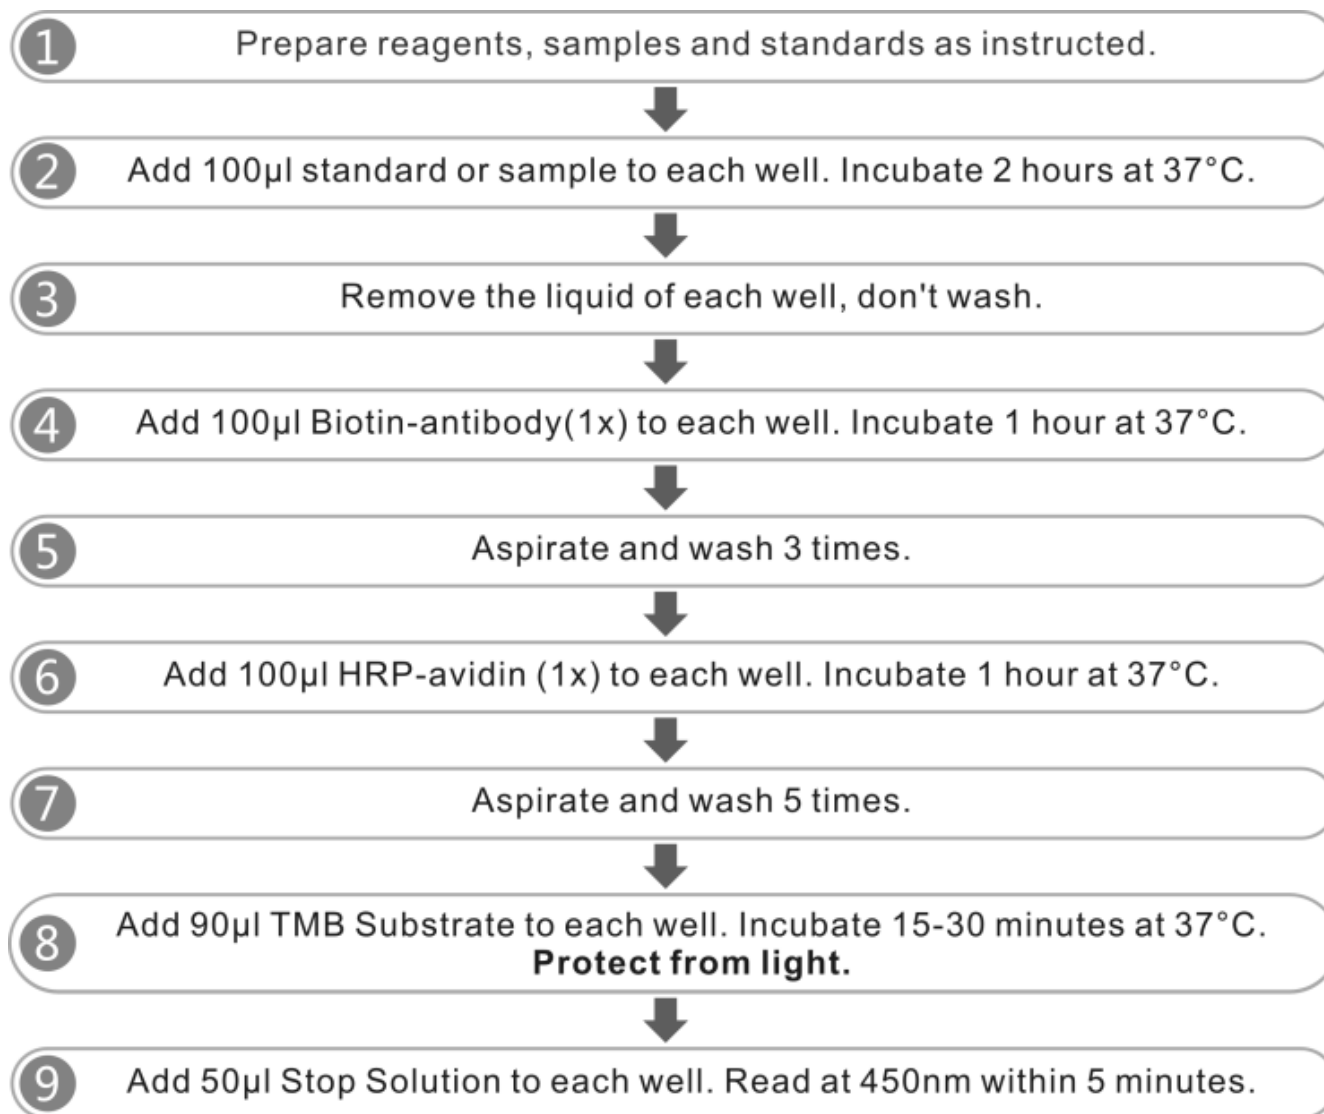 1 Prepare reagents, samples and standards as instructed.
2 Add 100μl standard or sample to each well. Incubate 2 hours at 37°C.
3 Remove the liquid of each well, don't wash.
4 Add 100μl Biotin-antibody(1x) to each well. Incubate 1 hour at 37°C.
5 Aspirate and wash 3 times.
6 Add 100μl HRP-avidin (1x) to each well. Incubate 1 hour at 37°C.
7 Aspirate and wash 5 times.
8 Add 90μl TMB Substrate to each well. Incubate 15-30 minutes at 37°C.
Protect from light.
9 Add 50μl Stop Solution to each well. Read at 450nm within 5 minutes.